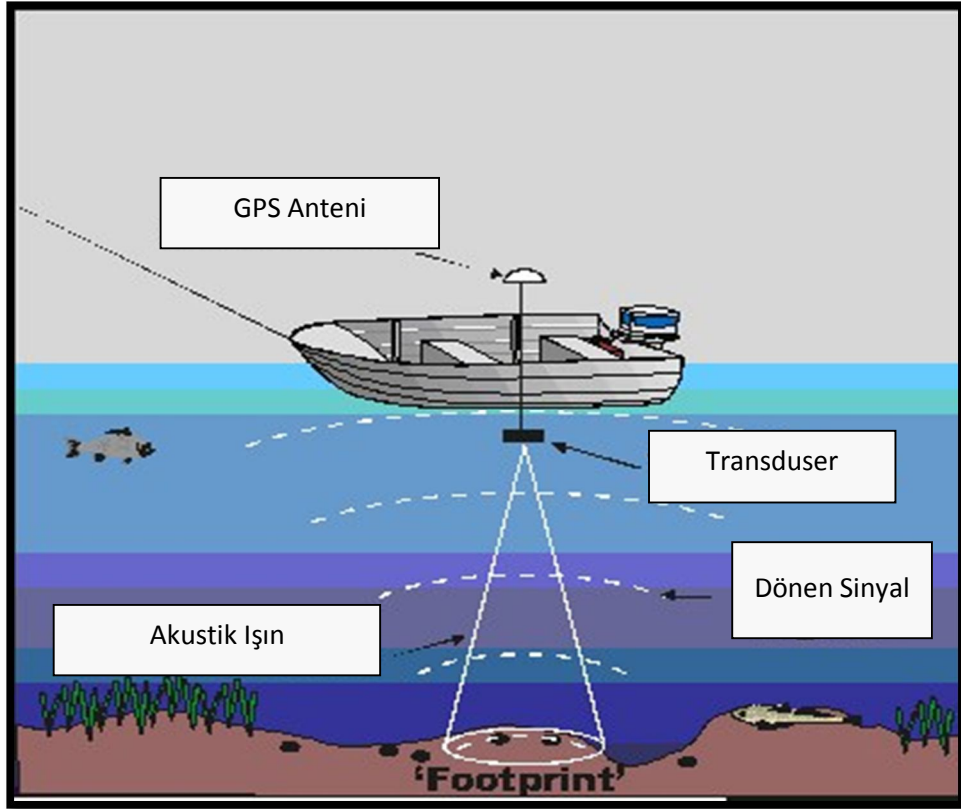 GPS Anteni
Transduser
Dönen Sinyal
Akustik Işın
'Footprint'